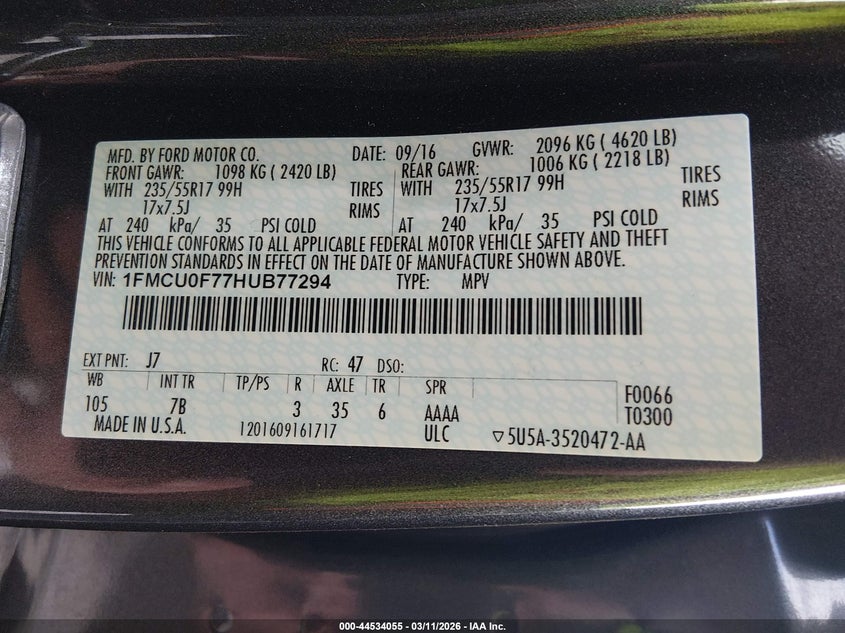 MFD. BY FORD MOTOR CO. DATE: 09/16 GVWR: 2096 KG ( 4620 LB)
FRONT GAWR: 1098 KG ( 2420 LB) REAR GAWR: 1006 KG ( 2218 LB)
WITH 235/55R17 99H TIRES WITH 235/55R17 99H TIRES
17x7.5J RIMS 17x7.5J RIMS
AT 240 kPa/ 35 PSI COLD AT 240 kPa/ 35 PSI COLD
THIS VEHICLE CONFORMS TO ALL APPLICABLE FEDERAL MOTOR VEHICLE SAFETY AND THEFT
PREVENTION STANDARDS IN EFFECT ON THE DATE OF MANUFACTURE SHOWN ABOVE.
VIN: 1FMCU0F77HUB77294 TYPE: MPV
EXT PNT: J7 RC: 47 DSO:
WB INT TR TP/PS R AXLE TR SPR
105 7B 3 35 6 AAAA F0066
ULC T0300
MADE IN U.S.A. 1201609161717 ▽5U5A-3520472-AA
000-44534055 - 03/11/2026 - IAA Inc.